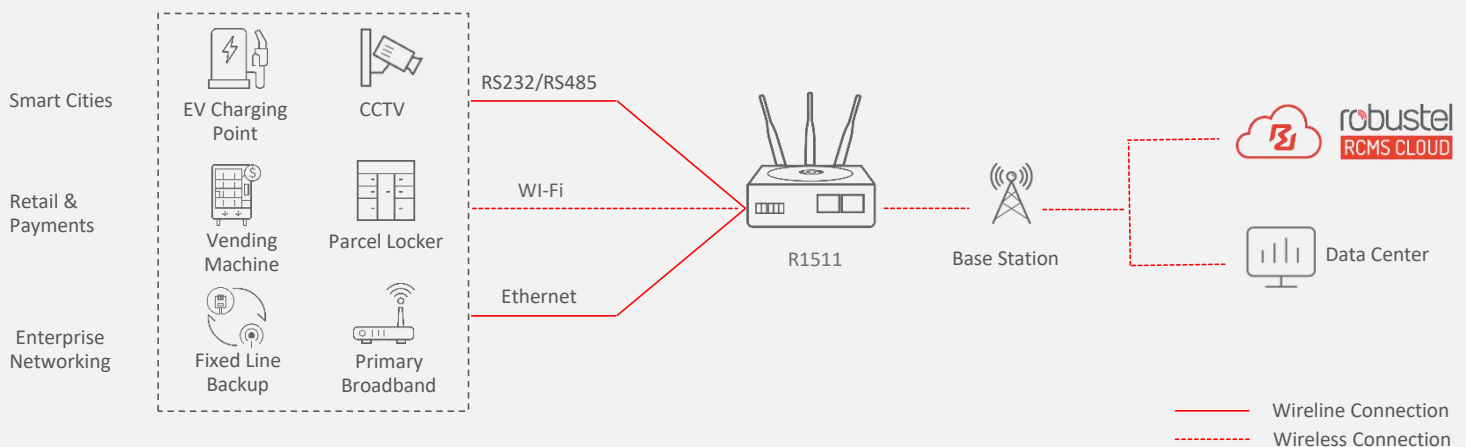 Smart Cities
EV Charging
Point
CCTV
Retail &
Payments
$
Vending
Machine
Parcel Locker
Enterprise
Networking
Fixed Line
Backup
Primary
Broadband
RS232/RS485
WI-Fi
Ethernet
R1511
Base Station
robustel
RCMS CLOUD
Data Center
Wireline Connection
Wireless Connection